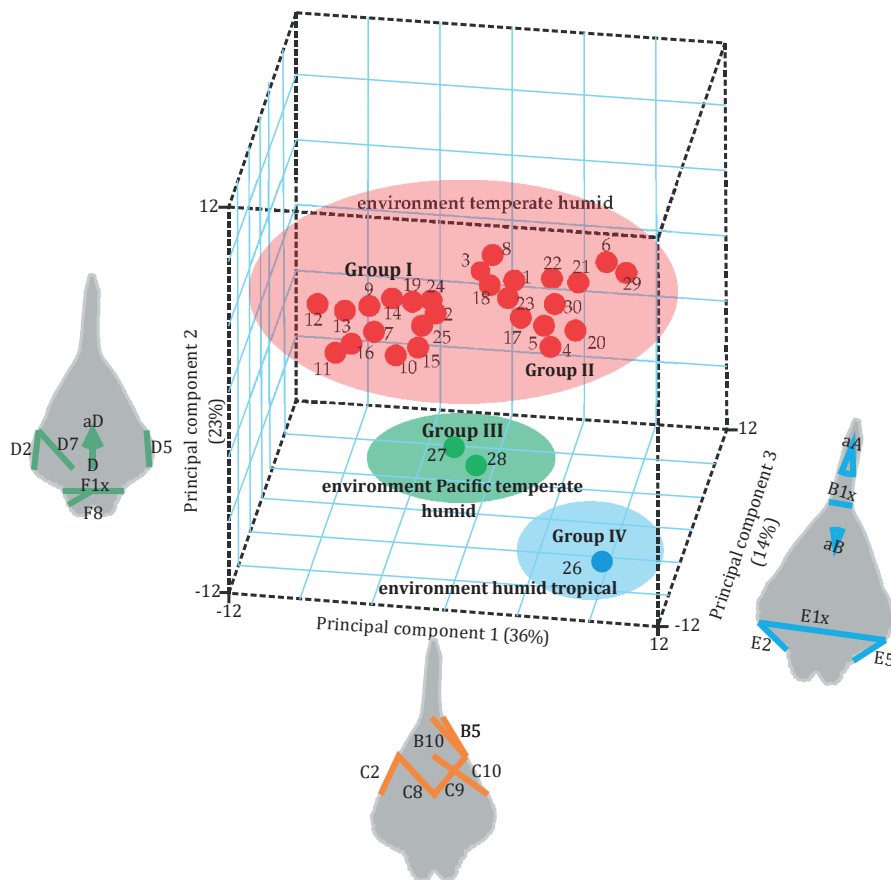 environment temperate humid
12
8
6
3
1
22
21
29
Group I
19
24
9
18
12
13
14
2
23
30
7
17
5
20
25
4
11
16
10
15
Group II
Principal component 2
(23%)
12
Group III
27
28
environment Pacific temperate
humid
Group IV
26
environment humid tropical
-12
-12
Principal component 1 (36%)
12
-12
Principal component 3
(14%)
aD
D2
D7
D5
D
F1x
F8
aA
B1x
aB
E1x
E2
E5
B5
B10
C2
C10
C8
C9